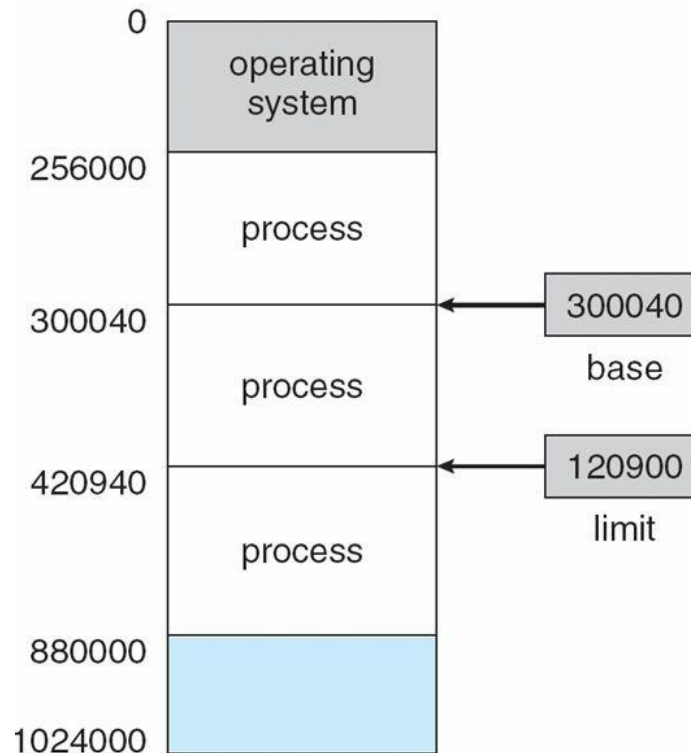 0
operating
system
256000
process
300040
300040
base
process
420940
120900
limit
process
880000
1024000